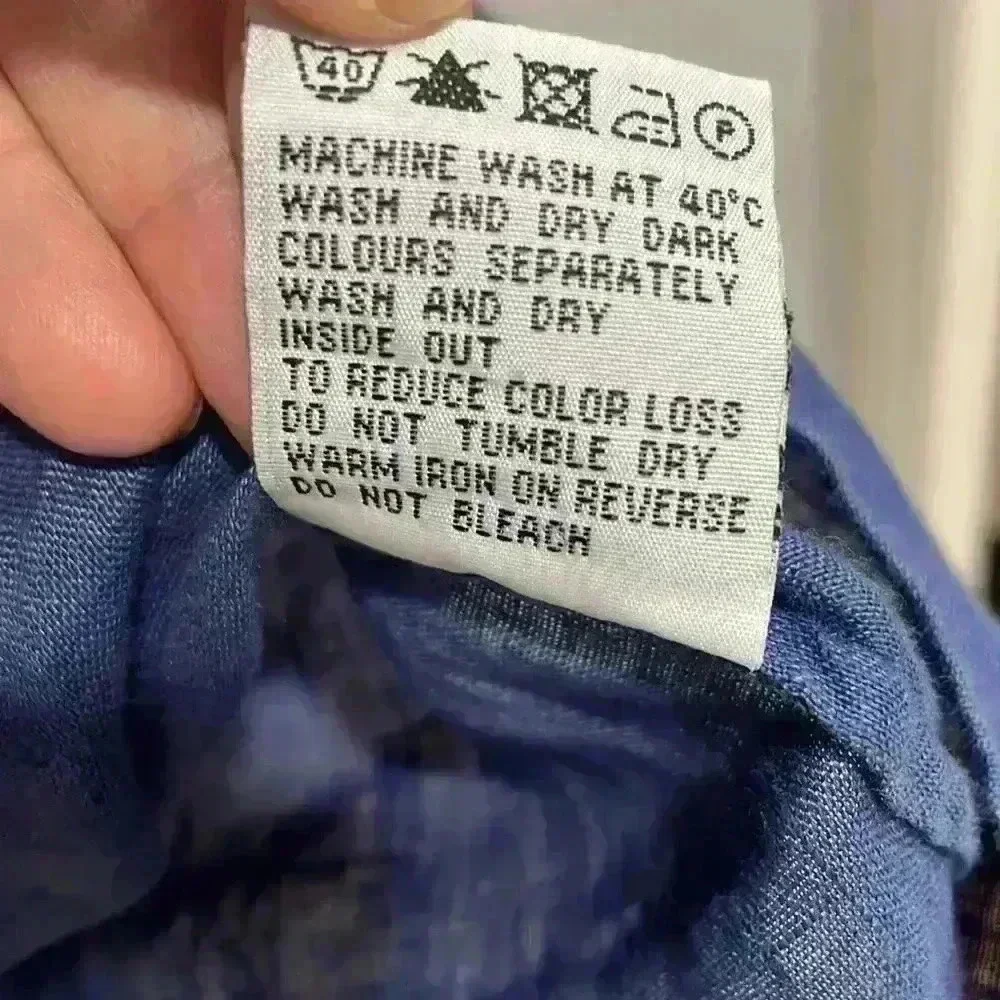 40
P
MACHINE WASH AT 40°C
WASH AND DRY DARK
COLOURS SEPARATELY
WASH AND DRY
INSIDE OUT
TO REDUCE COLOR LOSS
DO NOT TUMBLE DRY
WARM IRON ON REVERSE
DO NOT BLEACH